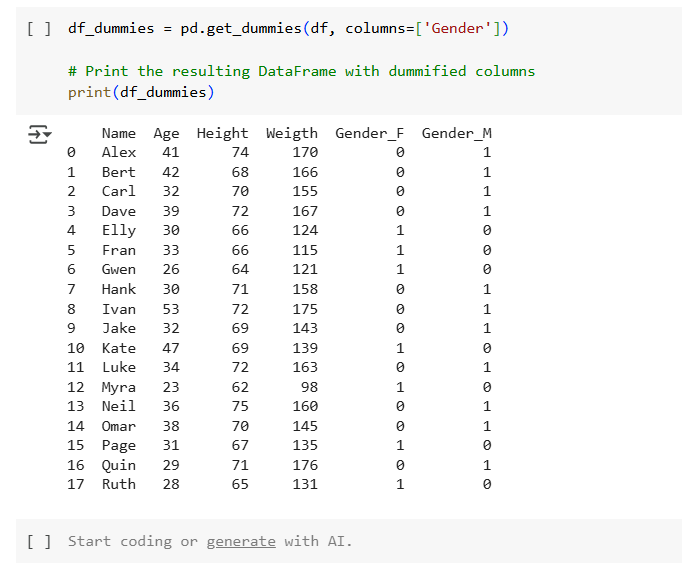 [ ] df_dummies = pd.get_dummies(df, columns=['Gender'])
# Print the resulting DataFrame with dummified columns
print(df_dummies)
Name Age Height Weigth Gender_F Gender_M
0 Alex 41 74 170 0 1
1 Bert 42 68 166 0 1
2 Carl 32 70 155 0 1
3 Dave 39 72 167 0 1
4 Elly 30 66 124 1 0
5 Fran 33 66 115 1 0
6 Gwen 26 64 121 1 0
7 Hank 30 71 158 0 1
8 Ivan 53 72 175 0 1
9 Jake 32 69 143 0 1
10 Kate 47 69 139 1 0
11 Luke 34 72 163 0 1
12 Myra 23 62 98 1 0
13 Neil 36 75 160 0 1
14 Omar 38 70 145 0 1
15 Page 31 67 135 1 0
16 Quin 29 71 176 0 1
17 Ruth 28 65 131 1 0
[ ] Start coding or generate with AI.